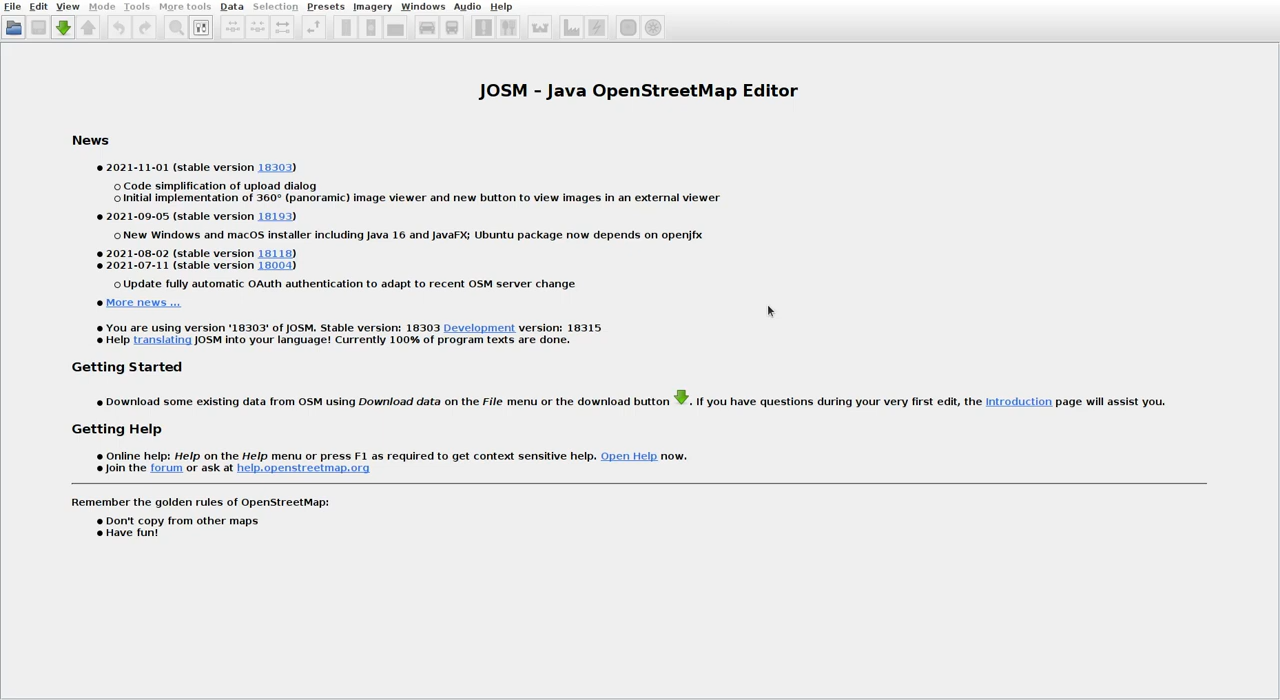 File Edit View Mode Tools More tools Data Selection Presets Imagery Windows Audio Help
JOSM – Java OpenStreetMap Editor
News
2021-11-01 (stable version 18303)
Code simplification of upload dialog
Initial implementation of 360° (panoramic) image viewer and new button to view images in an external viewer
2021-09-05 (stable version 18193)
New Windows and macOS installer including Java 16 and JavaFX; Ubuntu package now depends on openjfx
2021-08-02 (stable version 18118)
2021-07-11 (stable version 18004)
Update fully automatic OAuth authentication to adapt to recent OSM server change
More news ...
You are using version '18303' of JOSM. Stable version: 18303 Development version: 18315
Help translating JOSM into your language! Currently 100% of program texts are done.
Getting Started
Download some existing data from OSM using Download data on the File menu or the download button . If you have questions during your very first edit, the Introduction page will assist you.
Getting Help
Online help: Help on the Help menu or press F1 as required to get context sensitive help. Open Help now.
Join the forum or ask at help.openstreetmap.org
Remember the golden rules of OpenStreetMap:
Don't copy from other maps
Have fun!